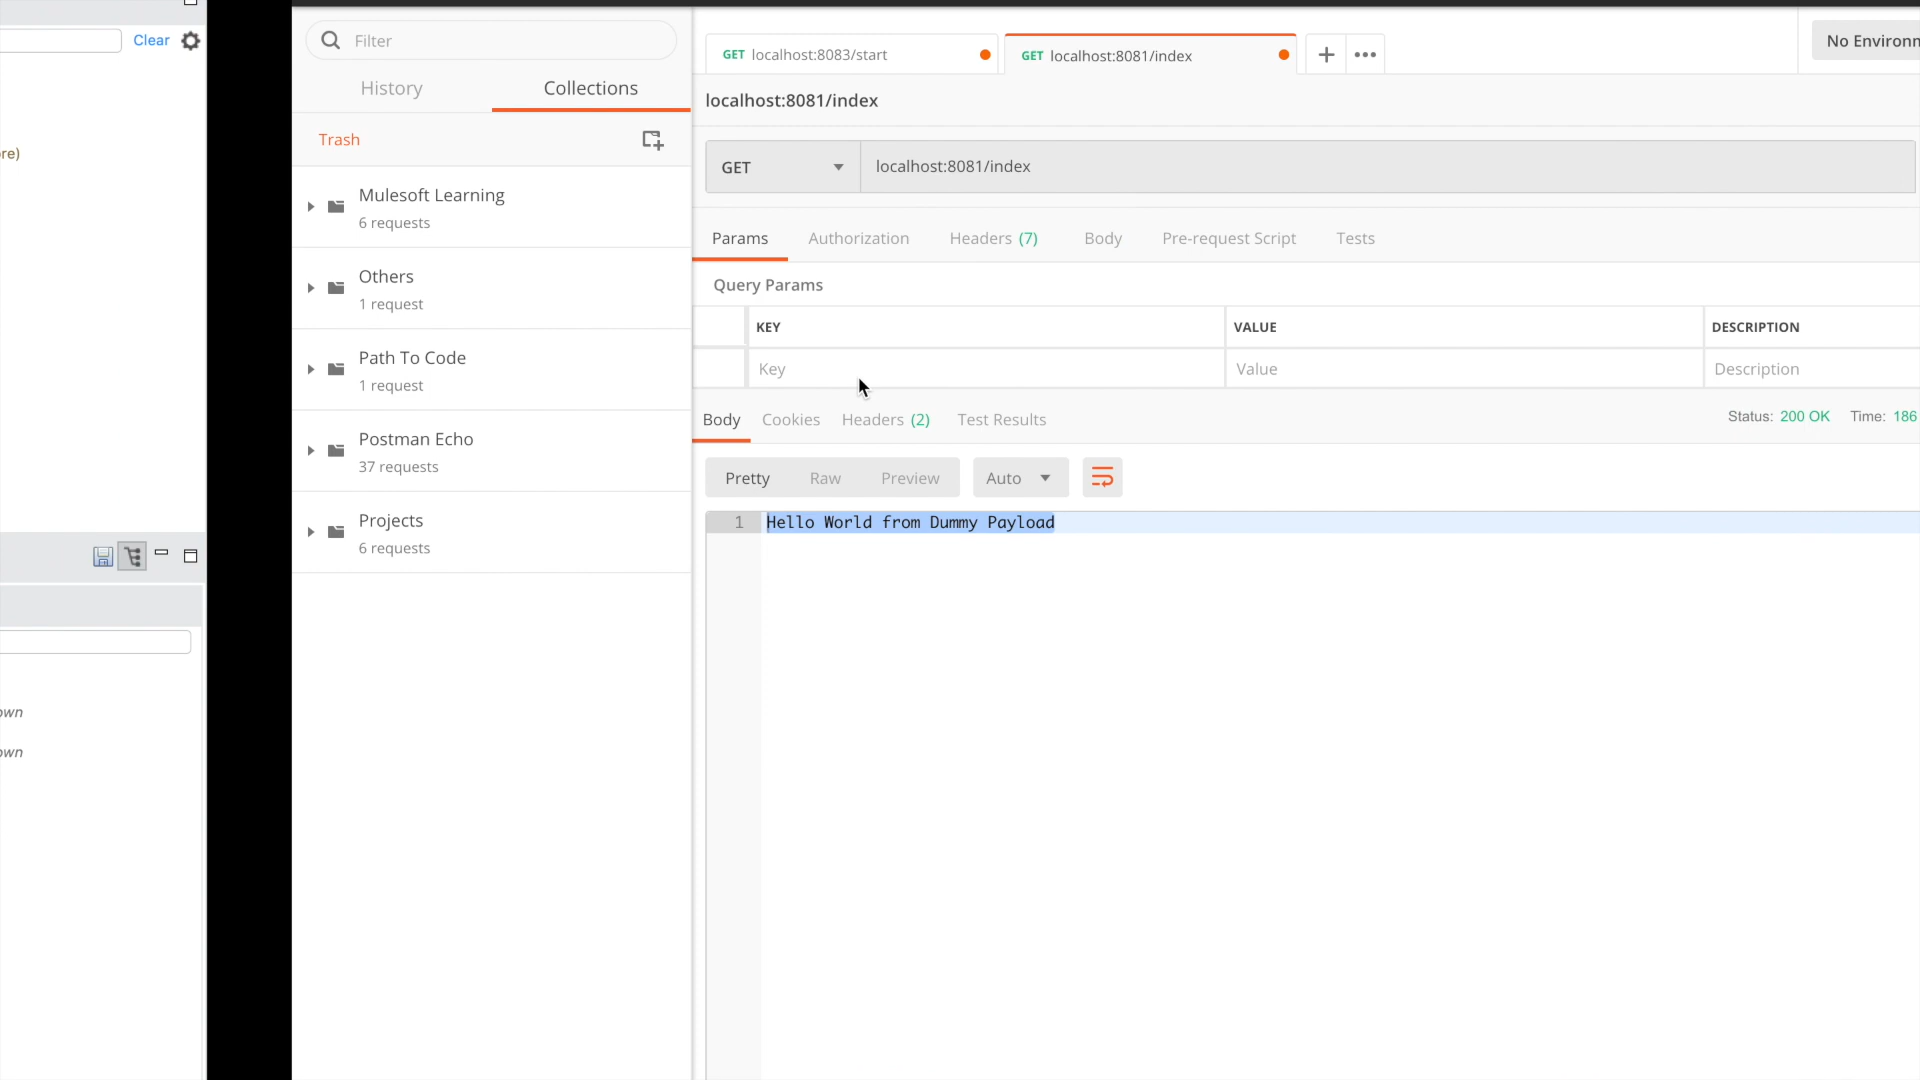 Clear
re)
own
own
Filter
History
Collections
Trash
Mulesoft Learning
6 requests
Others
1 request
Path To Code
1 request
Postman Echo
37 requests
Projects
6 requests
GET localhost:8083/start
GET localhost:8081/index
No Environm
localhost:8081/index
GET
localhost:8081/index
Params
Authorization
Headers (7)
Body
Pre-request Script
Tests
Query Params
KEY
VALUE
DESCRIPTION
Key
Value
Description
Body
Cookies
Headers (2)
Test Results
Status: 200 OK
Time: 186
Pretty
Raw
Preview
Auto
1 Hello World from Dummy Payload